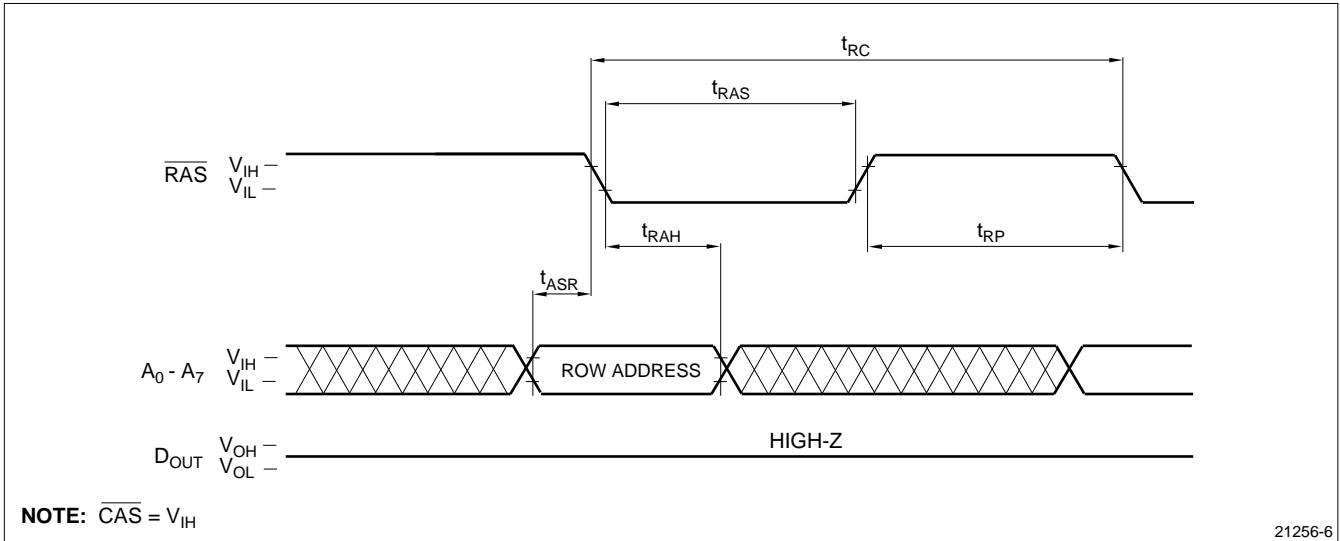 tRC
tRAS
RAS VIH
VIL
tRAH tRP
tASR
A0 - A7 VIH
VIL
ROW ADDRESS
DOUT VOH
VOL
HIGH-Z
NOTE: CAS = VIH
21256-6